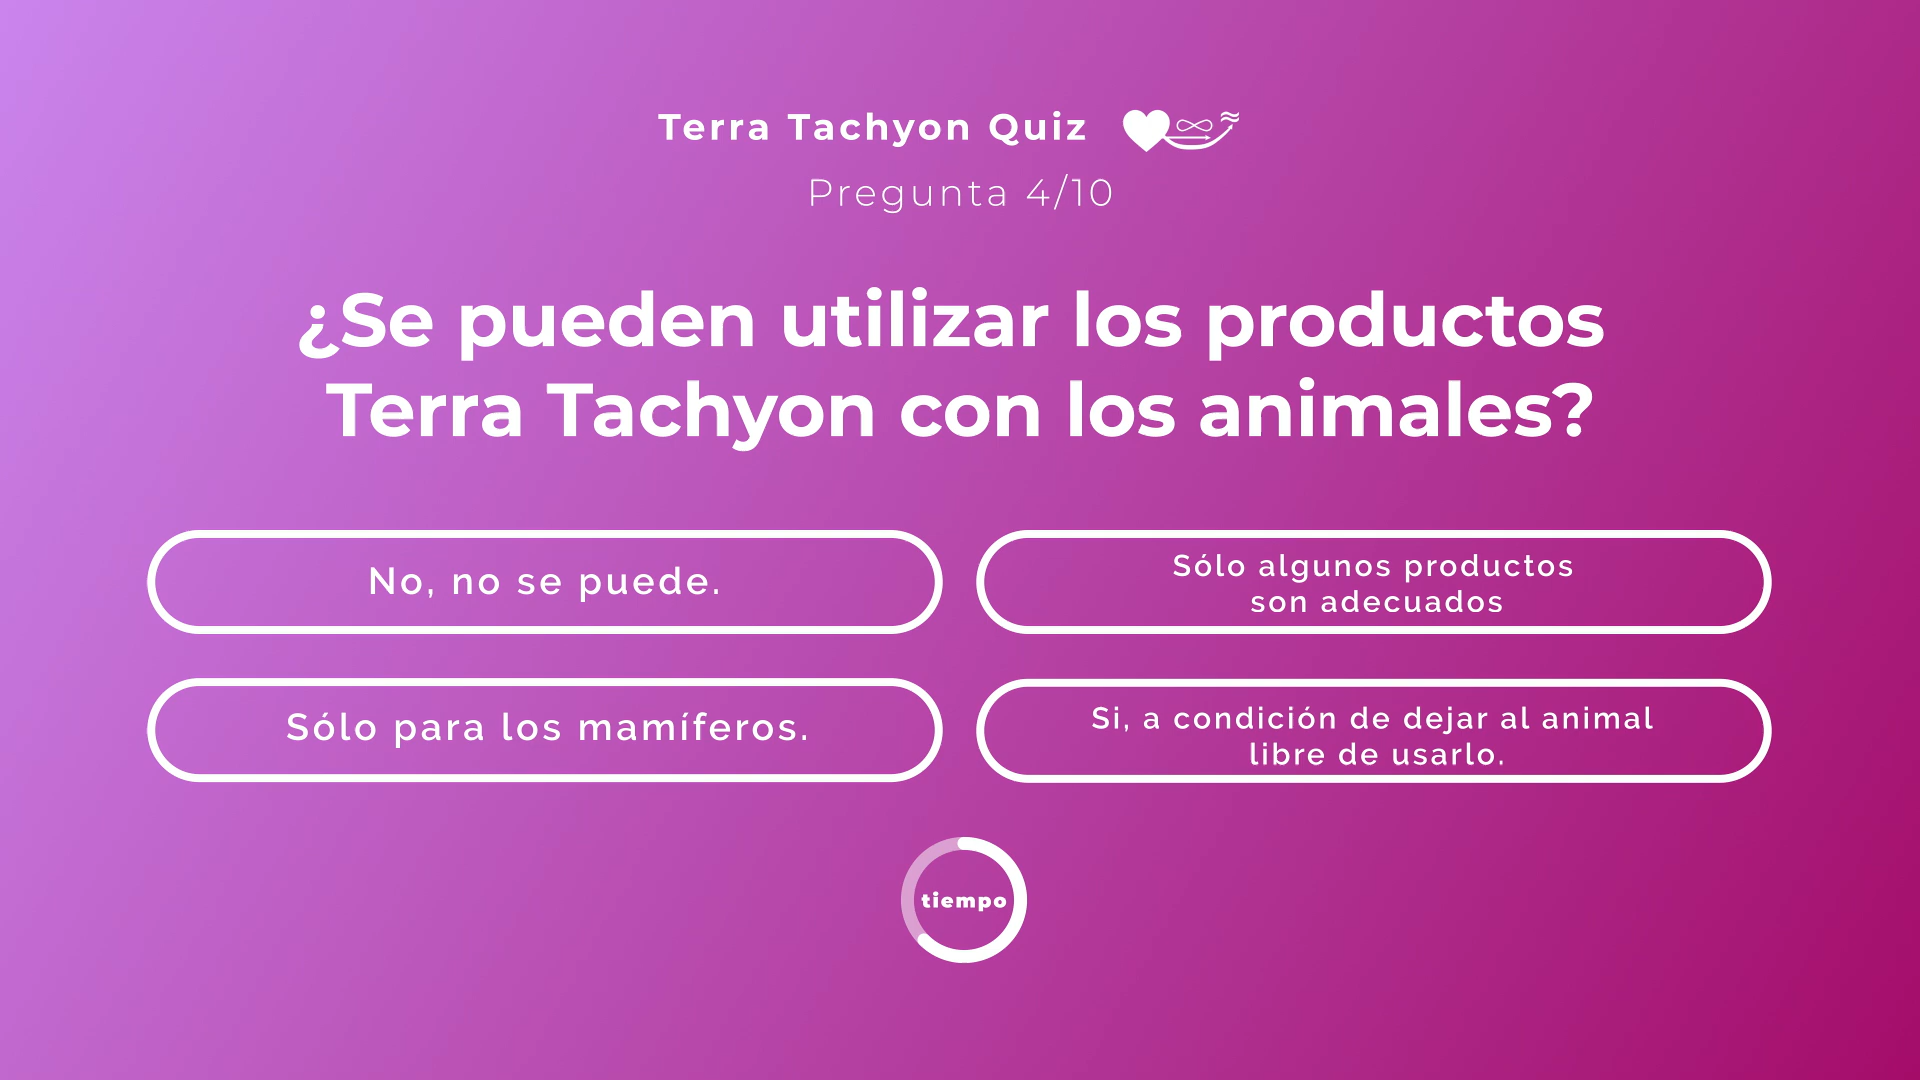 Terra Tachyon Quiz
Pregunta 4/10
¿Se pueden utilizar los productos
Terra Tachyon con los animales?
No, no se puede.
Sólo algunos productos
son adecuados
Sólo para los mamíferos.
Si, a condición de dejar al animal
libre de usarlo.
tiempo